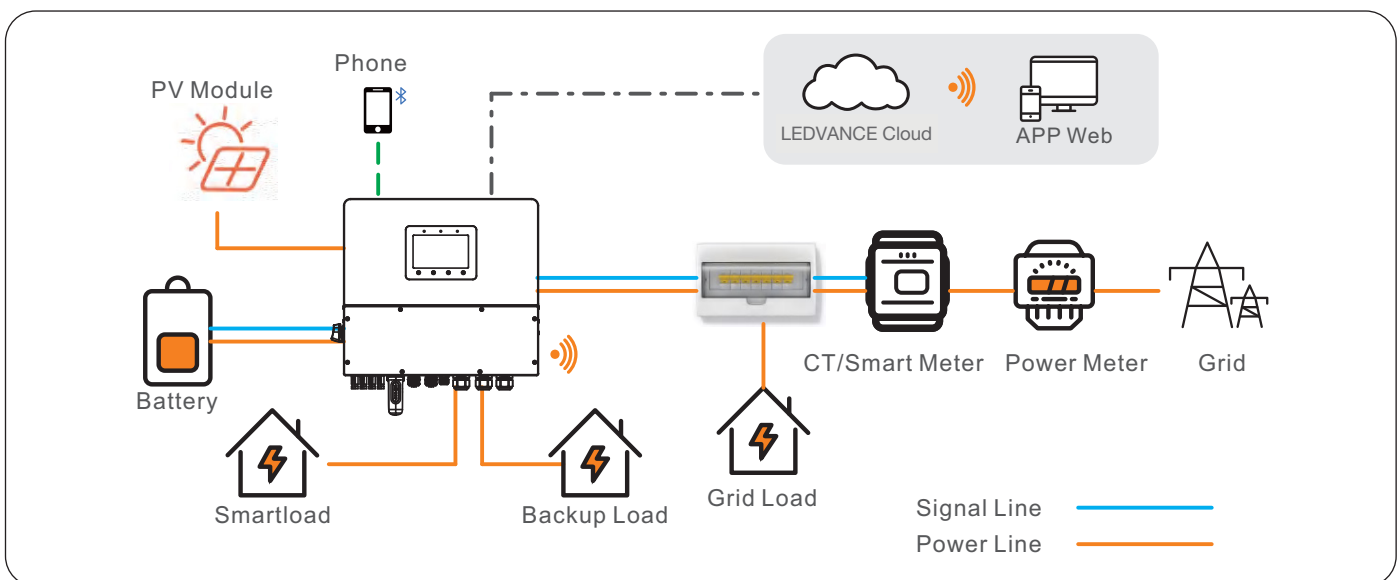 Phone
PV Module
LEDVANCE Cloud
APP Web
CT/Smart Meter
Power Meter
Grid
Battery
Smartload
Backup Load
Grid Load
Signal Line
Power Line